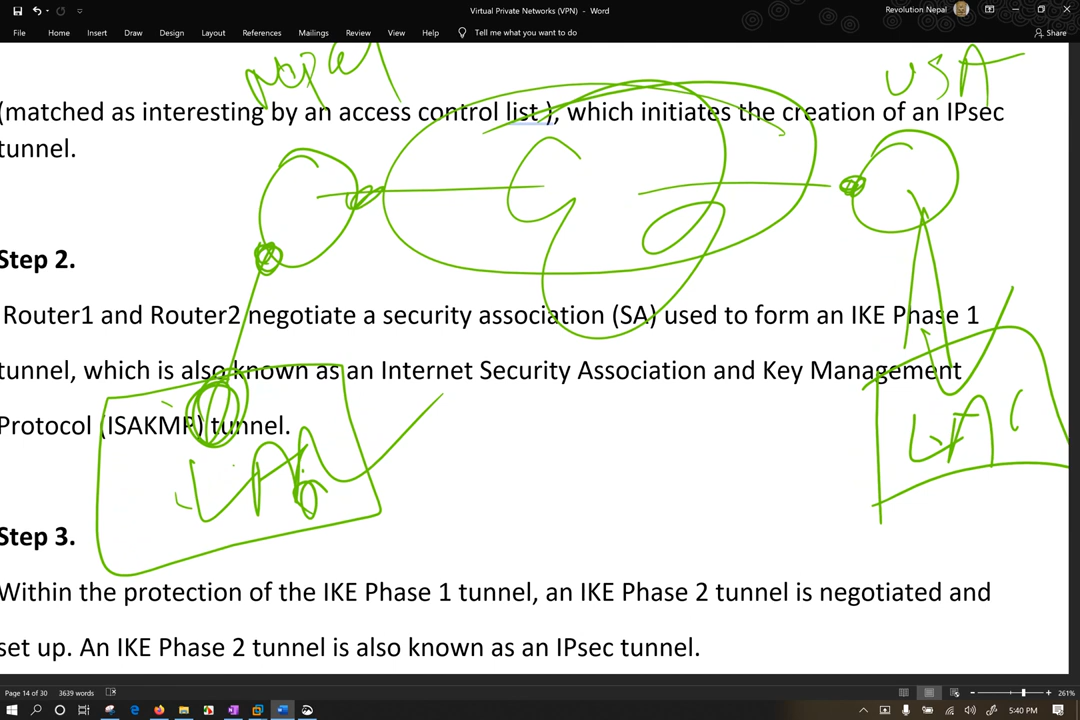 Virtual Private Networks (VPN) - Word
Revolution Nepal
File Home Insert Draw Design Layout References Mailings Review View Help Tell me what you want to do Share
Nepal
USA
(matched as interesting by an access control list ), which initiates the creation of an IPsec
tunnel.
Step 2.
Router1 and Router2 negotiate a security association (SA) used to form an IKE Phase 1
tunnel, which is also known as an Internet Security Association and Key Management
Protocol (ISAKMP) tunnel.
Step 3.
Within the protection of the IKE Phase 1 tunnel, an IKE Phase 2 tunnel is negotiated and
set up. An IKE Phase 2 tunnel is also known as an IPsec tunnel.
Page 14 of 30 3639 words 261%
5:40 PM